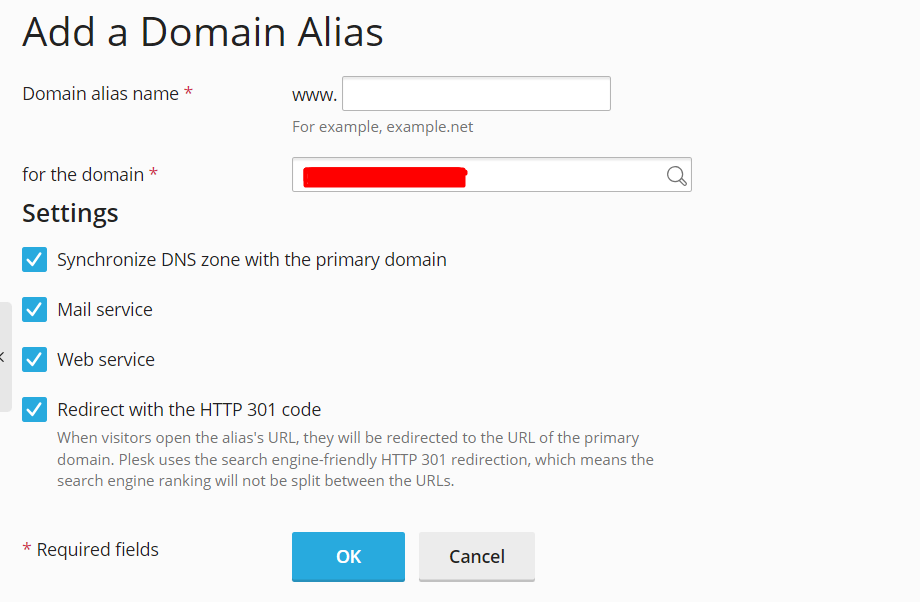 Add a Domain Alias
Domain alias name *
www.
For example, example.net
for the domain *
Settings
Synchronize DNS zone with the primary domain
Mail service
Web service
Redirect with the HTTP 301 code
When visitors open the alias's URL, they will be redirected to the URL of the primary
domain. Plesk uses the search engine-friendly HTTP 301 redirection, which means the
search engine ranking will not be split between the URLs.
* Required fields
OK
Cancel